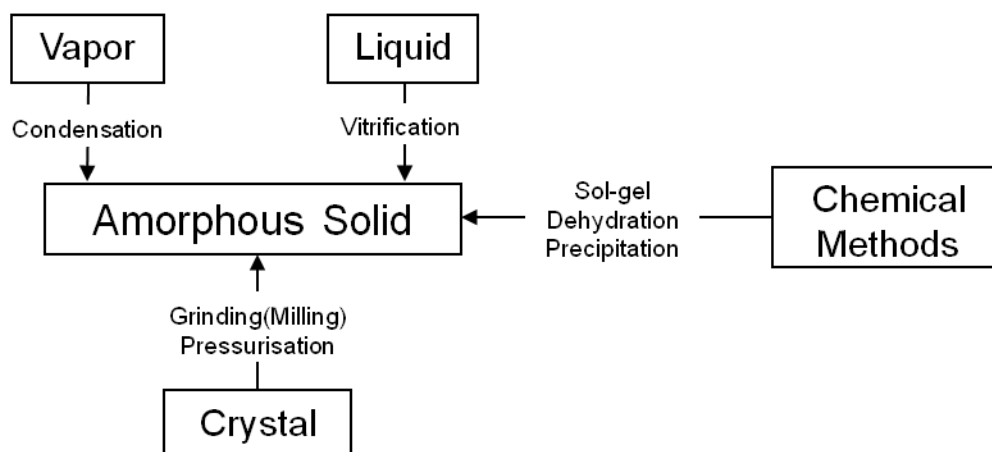 Vapor
Liquid
Condensation
Vitrification
Amorphous Solid
Sol-gel
Dehydration
Precipitation
Chemical
Methods
Grinding(Milling)
Pressurisation
Crystal